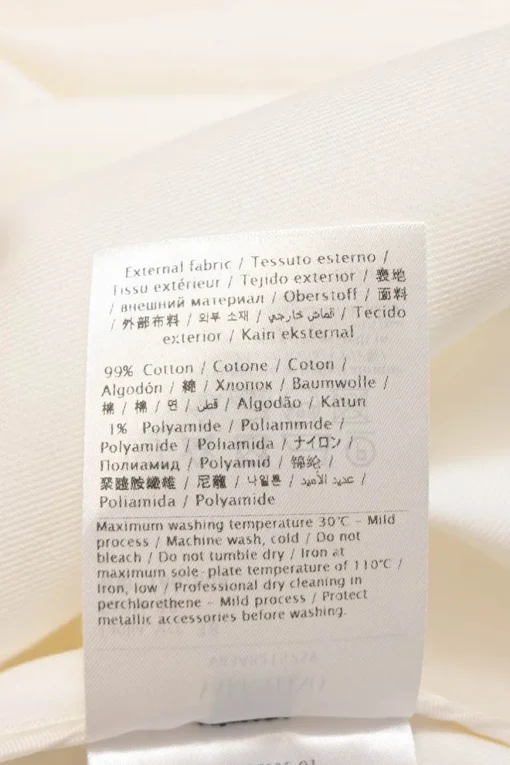 External fabric / Tessuto esterno /
Tissu extérieur / Tejido exterior / 表地
/ внешний материал / Oberstoff / 面料
/ 外部布料 / 외부 소재 / قماش خارجي / Tecido
exterior / Kain eksternal
99% Cotton / Cotone / Coton /
Algodón / 綿 / Хлопок / Baumwolle /
棉 / 棉 / 면 / قطن / Algodão / Katun
1% Polyamide / Poliammide /
Polyamide / Poliamida / ナイロン /
Полиамид / Polyamid / 锦纶 /
聚醯胺纖維 / 尼龍 / 나일론 / عديد الأميد /
Poliamida / Polyamide
Maximum washing temperature 30℃ - Mild
process / Machine wash, cold / Do not
bleach / Do not tumble dry / Iron at
maximum sole-plate temperature of 110℃ /
Iron, low / Professional dry cleaning in
perchlorethene - Mild process / Protect
metallic accessories before washing.